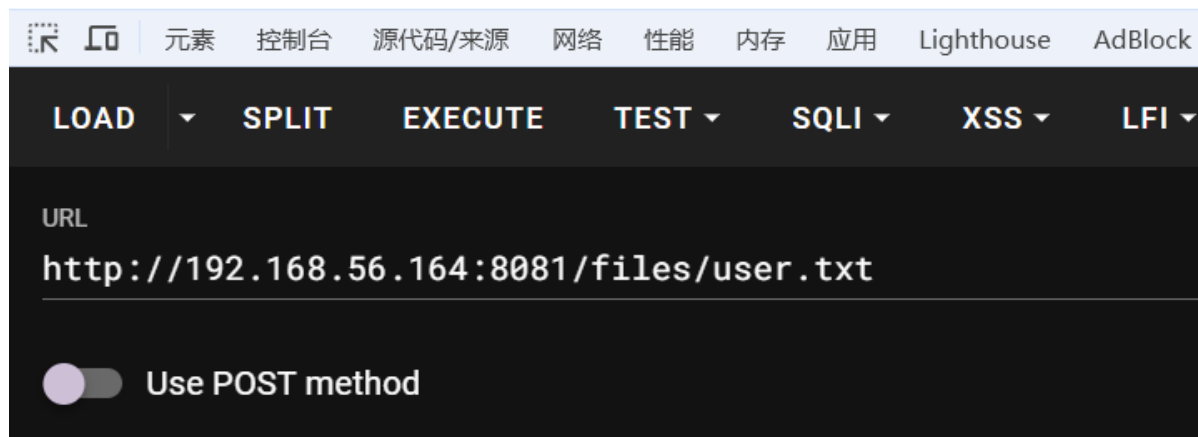 元素 控制台 源代码/来源 网络 性能 内存 应用 Lighthouse AdBlock
LOAD SPLIT EXECUTE TEST SQLI XSS LFI
URL
http://192.168.56.164:8081/files/user.txt
Use POST method